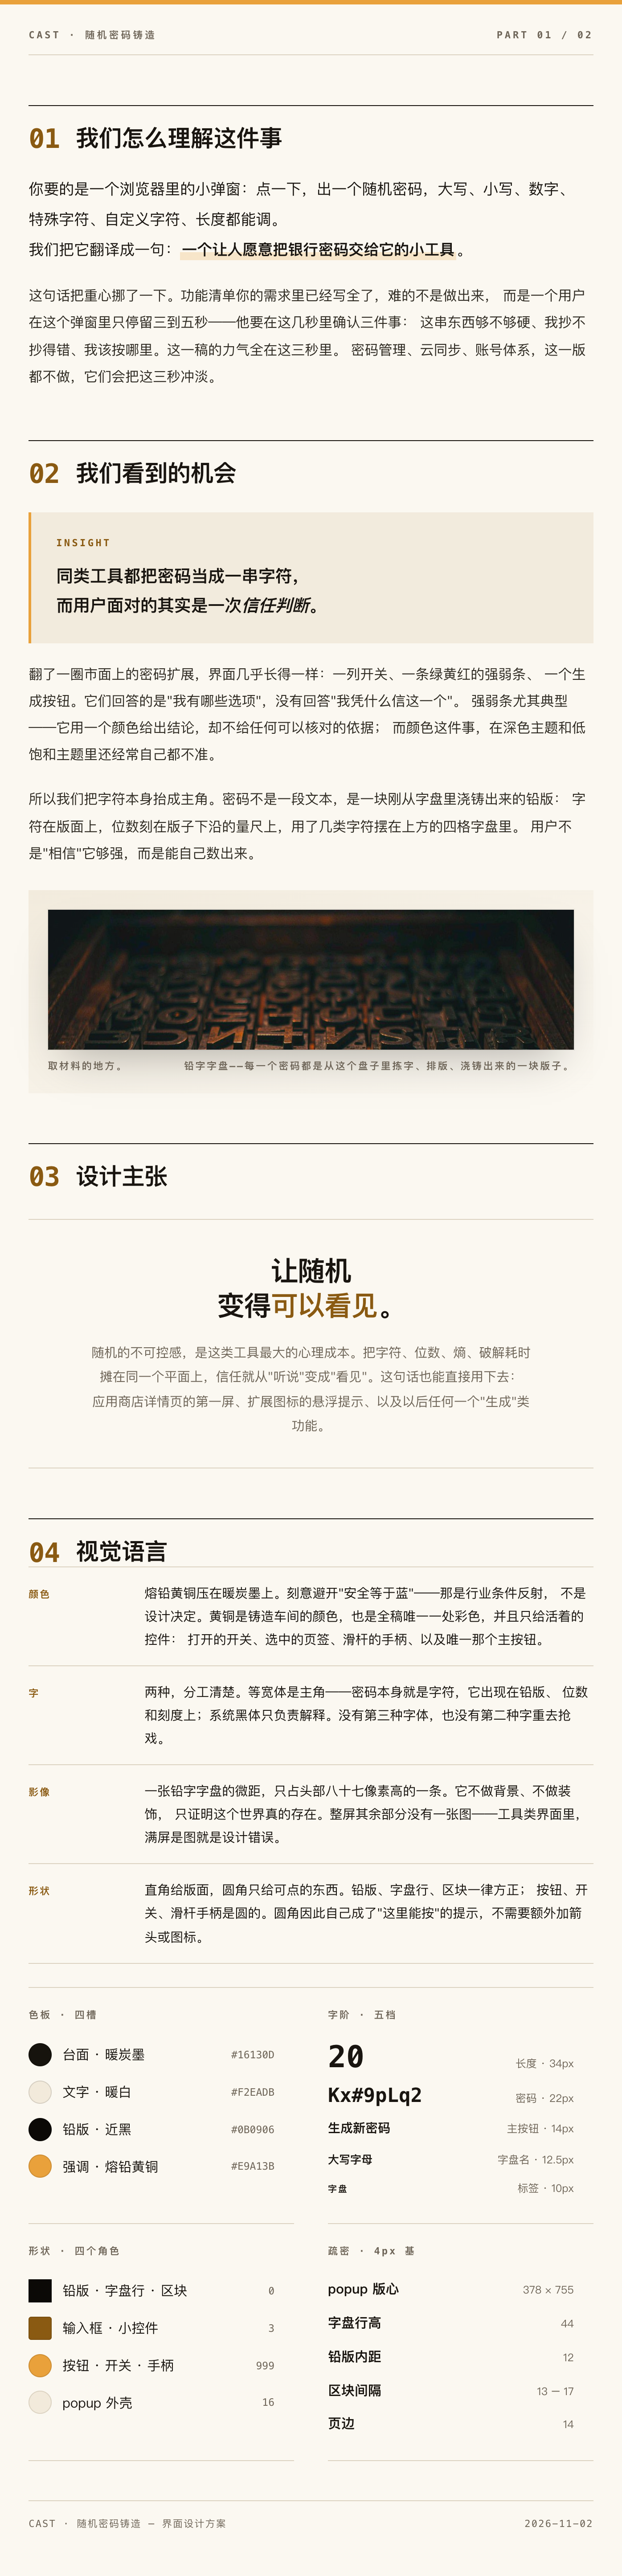 CAST · 随机密码铸造
PART 01 / 02
01 我们怎么理解这件事
你要的是一个浏览器里的小弹窗：点一下，出一个随机密码，大写、小写、数字、
特殊字符、自定义字符、长度都能调。
我们把它翻译成一句：一个让人愿意把银行密码交给它的小工具。
这句话把重心挪了一下。功能清单你的需求里已经写全了，难的不是做出来， 而是一个用户
在这个弹窗里只停留三到五秒——他要在这几秒里确认三件事： 这串东西够不够硬、我抄不
抄得错、我该按哪里。这一稿的力气全在这三秒里。 密码管理、云同步、账号体系，这一版
都不做，它们会把这三秒冲淡。
02 我们看到的机会
INSIGHT
同类工具都把密码当成一串字符，
而用户面对的其实是一次信任判断。
翻了一圈市面上的密码扩展，界面几乎长得一样：一列开关、一条绿黄红的强弱条、 一个生
成按钮。它们回答的是"我有哪些选项"，没有回答"我凭什么信这一个"。 强弱条尤其典型
——它用一个颜色给出结论，却不给任何可以核对的依据； 而颜色这件事，在深色主题和低
饱和主题里还经常自己都不准。
所以我们把字符本身抬成主角。密码不是一段文本，是一块刚从字盘里浇铸出来的铅版： 字
符在版面上，位数刻在版子下沿的量尺上，用了几类字符摆在上方的四格字盘里。 用户不
是"相信"它够强，而是能自己数出来。
取材料的地方。
铅字字盘——每一个密码都是从这个盘子里拣字、排版、浇铸出来的一块版子。
03 设计主张
让随机
变得可以看见。
随机的不可控感，是这类工具最大的心理成本。把字符、位数、熵、破解耗时
摊在同一个平面上，信任就从"听说"变成"看见"。这句话也能直接用下去：
应用商店详情页的第一屏、扩展图标的悬浮提示、以及以后任何一个"生成"类
功能。
04 视觉语言
颜色
熔铅黄铜压在暖炭墨上。刻意避开"安全等于蓝"——那是行业条件反射， 不是
设计决定。黄铜是铸造车间的颜色，也是全稿唯一一处彩色，并且只给活着的
控件： 打开的开关、选中的页签、滑杆的手柄、以及唯一那个主按钮。
字
两种，分工清楚。等宽体是主角——密码本身就是字符，它出现在铅版、 位数
和刻度上；系统黑体只负责解释。没有第三种字体，也没有第二种字重去抢
戏。
影像
一张铅字字盘的微距，只占头部八十七像素高的一条。它不做背景、不做装
饰， 只证明这个世界真的存在。整屏其余部分没有一张图——工具类界面里，
满屏是图就是设计错误。
形状
直角给版面，圆角只给可点的东西。铅版、字盘行、区块一律方正； 按钮、开
关、滑杆手柄是圆的。圆角因此自己成了"这里能按"的提示，不需要额外加箭
头或图标。
色板 · 四槽
台面 · 暖炭墨 #16130D
文字 · 暖白 #F2EADB
铅版 · 近黑 #0B0906
强调 · 熔铅黄铜 #E9A13B
字阶 · 五档
20 长度 · 34px
Kx#9pLq2 密码 · 22px
生成新密码 主按钮 · 14px
大写字母 字盘名 · 12.5px
字盘 标签 · 10px
形状 · 四个角色
铅版 · 字盘行 · 区块 0
输入框 · 小控件 3
按钮 · 开关 · 手柄 999
popup 外壳 16
疏密 · 4px 基
popup 版心 378 × 755
字盘行高 44
铅版内距 12
区块间隔 13 — 17
页边 14
CAST · 随机密码铸造 — 界面设计方案
2026-11-02